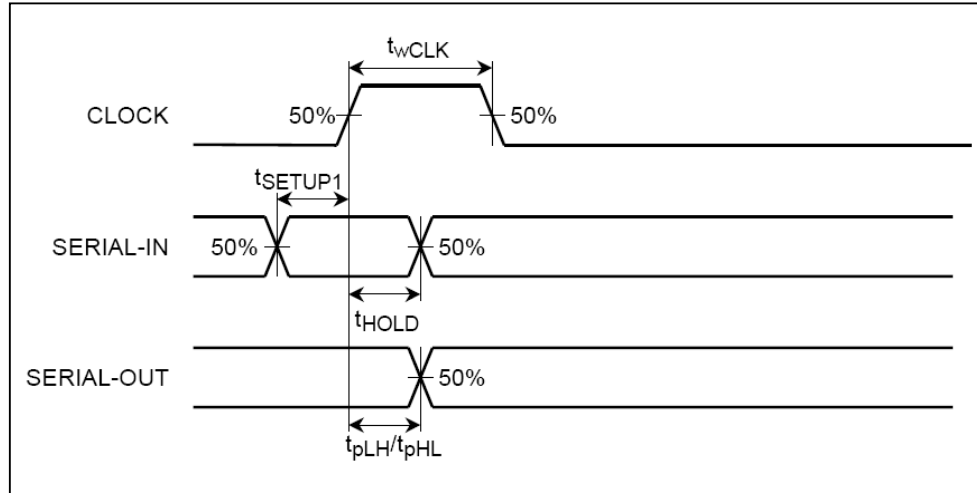 twCLK
CLOCK
50%
50%
tSETUP1
SERIAL-IN
50%
50%
tHOLD
SERIAL-OUT
50%
tpLH/tpHL